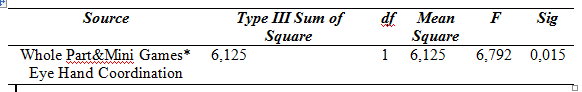 Source Type III Sum of Square df Mean Square F Sig
Whole Part&Mini Games* 6,125 1 6,125 6,792 0,015
Eye Hand Coordination